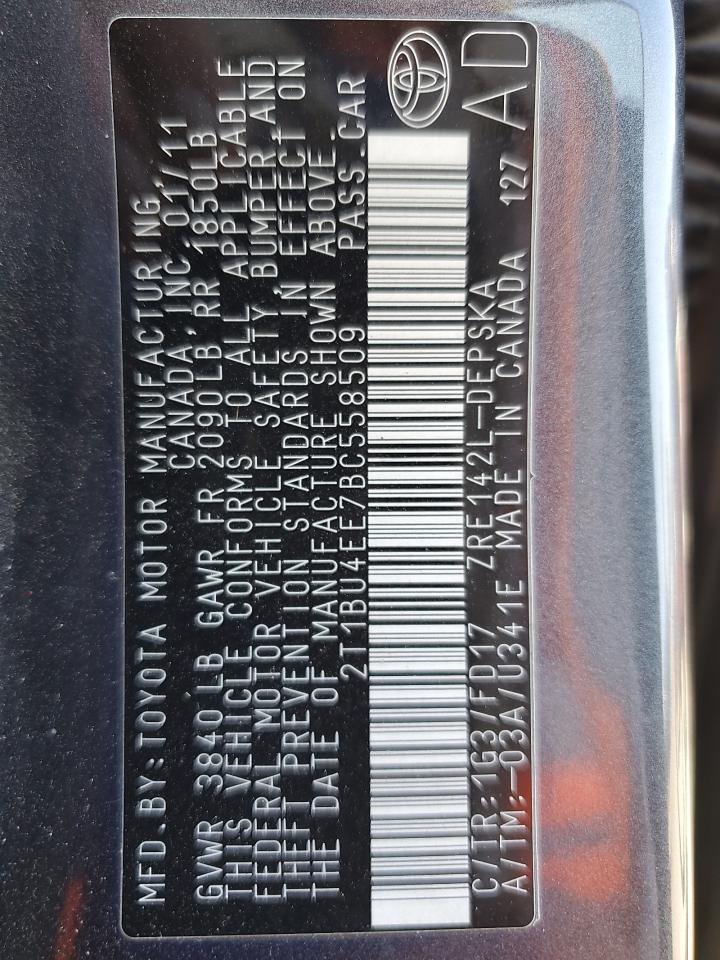 MFD.BY:TOYOTA MOTOR MANUFACTURING
CANADA,INC. 01/11
GVWR 3840LB GAWR FR 2090LB RR 1850LB
THIS VEHICLE CONFORMS TO ALL APPLICABLE
FEDERAL MOTOR VEHICLE SAFETY,BUMPER,AND
THEFT PREVENTION STANDARDS IN EFFECT ON
THE DATE OF MANUFACTURE SHOWN ABOVE.
2T1BU4EE7BC558509 PASS.CAR
C/TR:1G3/FD17 ZRE142L-DEPSKA
A/TM:-03A/U341E MADE IN CANADA 127
AD